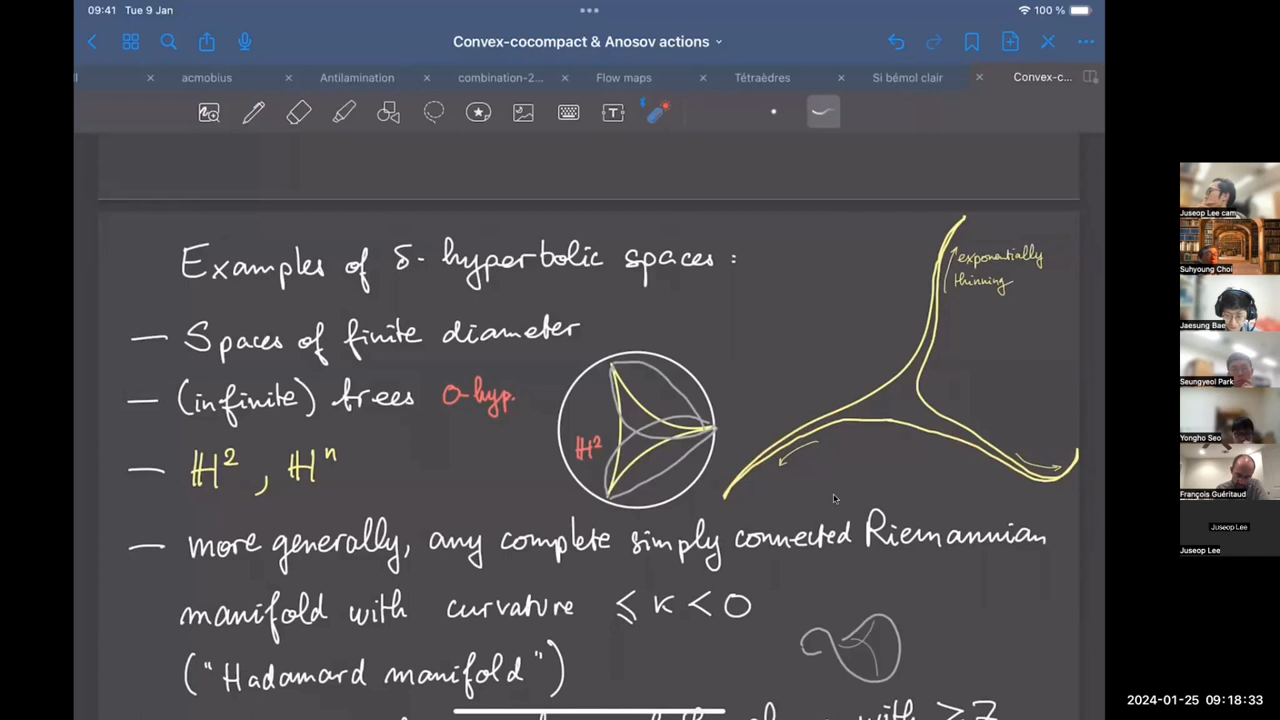 09:41 Tue 9 Jan
100 %
Convex-cocompact & Anosov actions
acmobius
Antilamination
combination-2...
Flow maps
Tétraèdres
Si bémol clair
Convex-c...
Examples of δ-hyperbolic spaces :
exponentially
thinning
— Spaces of finite diameter
— (infinite) trees 0-hyp.
ℍ²
— ℍ², ℍⁿ
— more generally, any complete simply connected Riemannian
manifold with curvature ≤ κ < 0
("Hadamard manifold")
with ≥ 7
Juseop Lee cam
Suhyoung Choi
Jaesung Bae
Seungyeol Park
Yongho Seo
François Guéritaud
Juseop Lee
Juseop Lee
2024-01-25 09:18:33